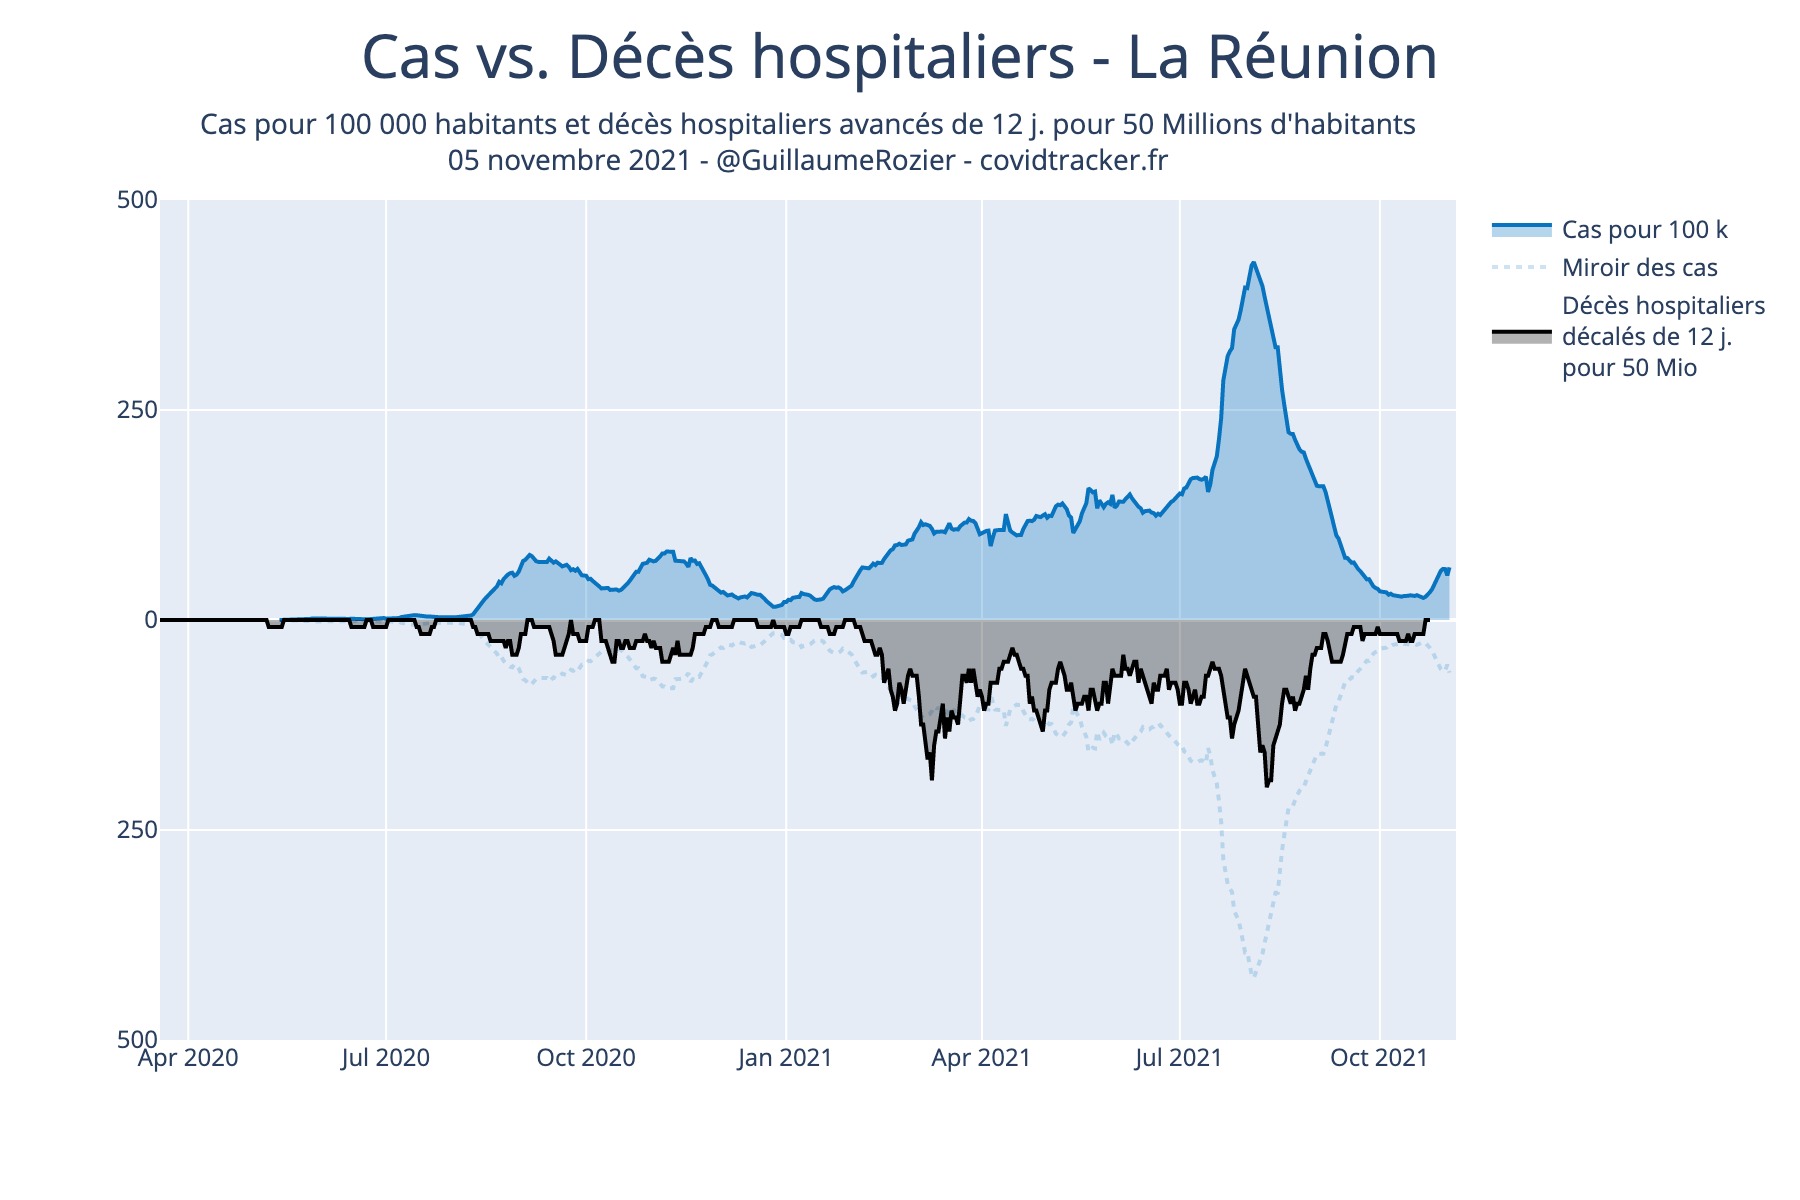 Cas vs. Décès hospitaliers - La Réunion
Cas pour 100 000 habitants et décès hospitaliers avancés de 12 j. pour 50 Millions d'habitants
05 novembre 2021 - @GuillaumeRozier - covidtracker.fr
500
250
0
250
500
Apr 2020
Jul 2020
Oct 2020
Jan 2021
Apr 2021
Jul 2021
Oct 2021
Cas pour 100 k
Miroir des cas
Décès hospitaliers
décalés de 12 j.
pour 50 Mio